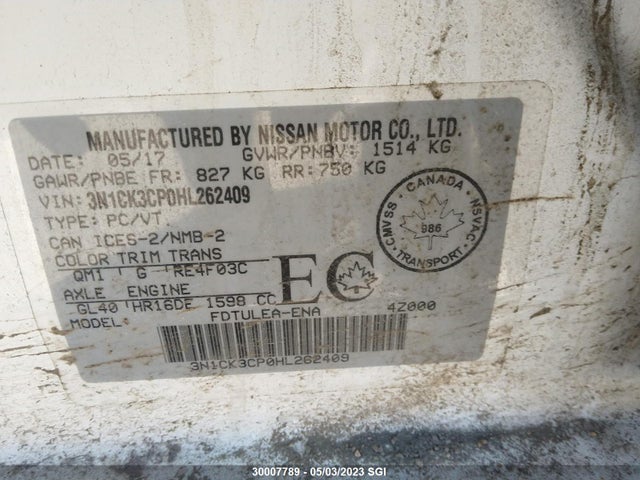 MANUFACTURED BY NISSAN MOTOR CO., LTD.
DATE: 05/17 GVWR/PNBV: 1514 KG
GAWR/PNBE FR: 827 KG RR: 750 KG
VIN: 3N1CK3CP0HL262409
TYPE: PC/VT
CAN ICES-2/NMB-2
COLOR TRIM TRANS
QM1 G RE4F03C
AXLE ENGINE
GL40 HR16DE 1598 CC
MODEL: FDTULEA-ENA 4Z000
3N1CK3CP0HL262409
EC
CANADA
CMVSS NSVAC
986
TRANSPORT
30007789 - 05/03/2023 SGI